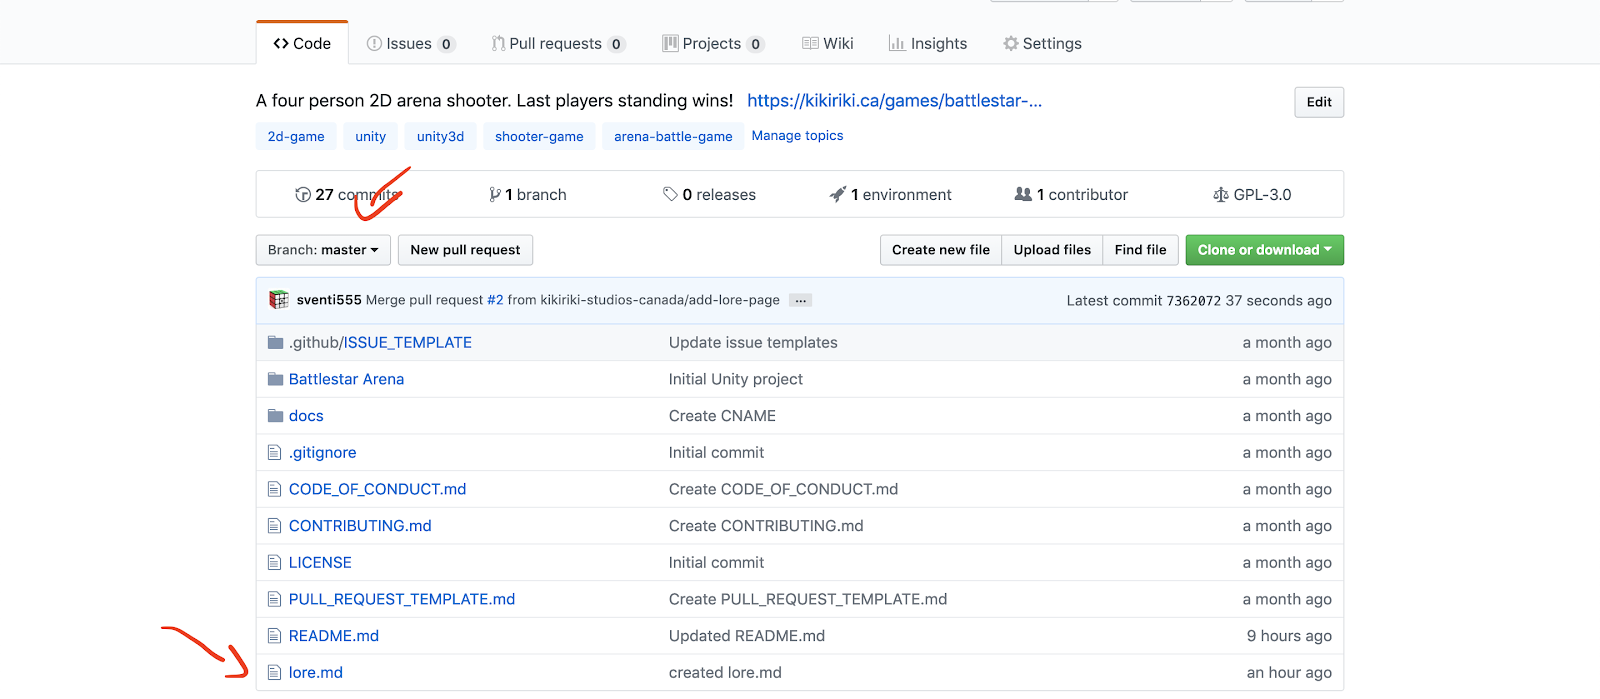 Code Issues 0 Pull requests 0 Projects 0 Wiki Insights Settings
A four person 2D arena shooter. Last players standing wins! https://kikiriki.ca/games/battlestar-... Edit
2d-game unity unity3d shooter-game arena-battle-game Manage topics
27 commits 1 branch 0 releases 1 environment 1 contributor GPL-3.0
Branch: master New pull request Create new file Upload files Find file Clone or download
sventi555 Merge pull request #2 from kikiriki-studios-canada/add-lore-page ... Latest commit 7362072 37 seconds ago
.github/ISSUE_TEMPLATE Update issue templates a month ago
Battlestar Arena Initial Unity project a month ago
docs Create CNAME a month ago
.gitignore Initial commit a month ago
CODE_OF_CONDUCT.md Create CODE_OF_CONDUCT.md a month ago
CONTRIBUTING.md Create CONTRIBUTING.md a month ago
LICENSE Initial commit a month ago
PULL_REQUEST_TEMPLATE.md Create PULL_REQUEST_TEMPLATE.md a month ago
README.md Updated README.md 9 hours ago
lore.md created lore.md an hour ago